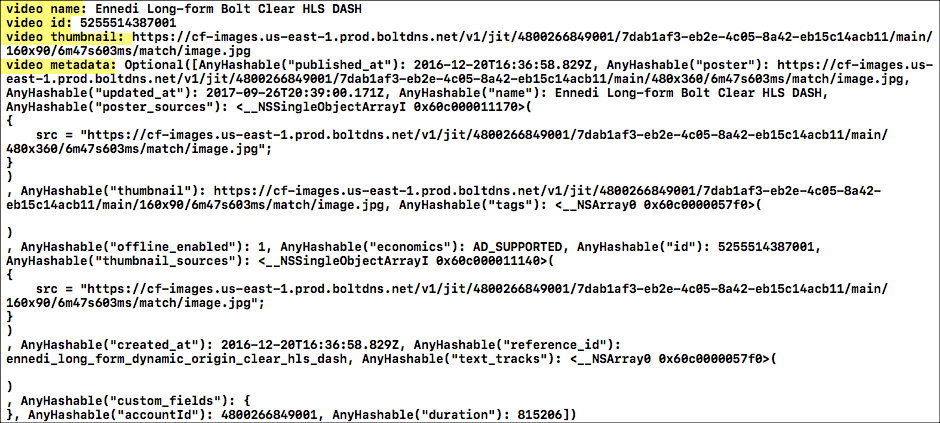 video name: Ennedi Long-form Bolt Clear HLS DASH
video id: 5255514387001
video thumbnail: https://cf-images.us-east-1.prod.boltdns.net/v1/jit/4800266849001/7dab1af3-eb2e-4c05-8a42-eb15c14acb11/main/
160x90/6m47s603ms/match/image.jpg
video metadata: Optional([AnyHashable("published_at"): 2016-12-20T16:36:58.829Z, AnyHashable("poster"): https://cf-images.us-
east-1.prod.boltdns.net/v1/jit/4800266849001/7dab1af3-eb2e-4c05-8a42-eb15c14acb11/main/480x360/6m47s603ms/match/image.jpg,
AnyHashable("updated_at"): 2017-09-26T20:39:00.171Z, AnyHashable("name"): Ennedi Long-form Bolt Clear HLS DASH,
AnyHashable("poster_sources"): <__NSSingleObjectArrayI 0x60c000011170>(
{
src = "https://cf-images.us-east-1.prod.boltdns.net/v1/jit/4800266849001/7dab1af3-eb2e-4c05-8a42-eb15c14acb11/main/
480x360/6m47s603ms/match/image.jpg";
}
)
, AnyHashable("thumbnail"): https://cf-images.us-east-1.prod.boltdns.net/v1/jit/4800266849001/7dab1af3-eb2e-4c05-8a42-
eb15c14acb11/main/160x90/6m47s603ms/match/image.jpg, AnyHashable("tags"): <__NSArray0 0x60c0000057f0>(
)
, AnyHashable("offline_enabled"): 1, AnyHashable("economics"): AD_SUPPORTED, AnyHashable("id"): 5255514387001,
AnyHashable("thumbnail_sources"): <__NSSingleObjectArrayI 0x60c000011140>(
{
src = "https://cf-images.us-east-1.prod.boltdns.net/v1/jit/4800266849001/7dab1af3-eb2e-4c05-8a42-eb15c14acb11/main/
160x90/6m47s603ms/match/image.jpg";
}
)
, AnyHashable("created_at"): 2016-12-20T16:36:58.829Z, AnyHashable("reference_id"):
ennedi_long_form_dynamic_origin_clear_hls_dash, AnyHashable("text_tracks"): <__NSArray0 0x60c0000057f0>(
)
, AnyHashable("custom_fields"): {
}, AnyHashable("accountId"): 4800266849001, AnyHashable("duration"): 815206])